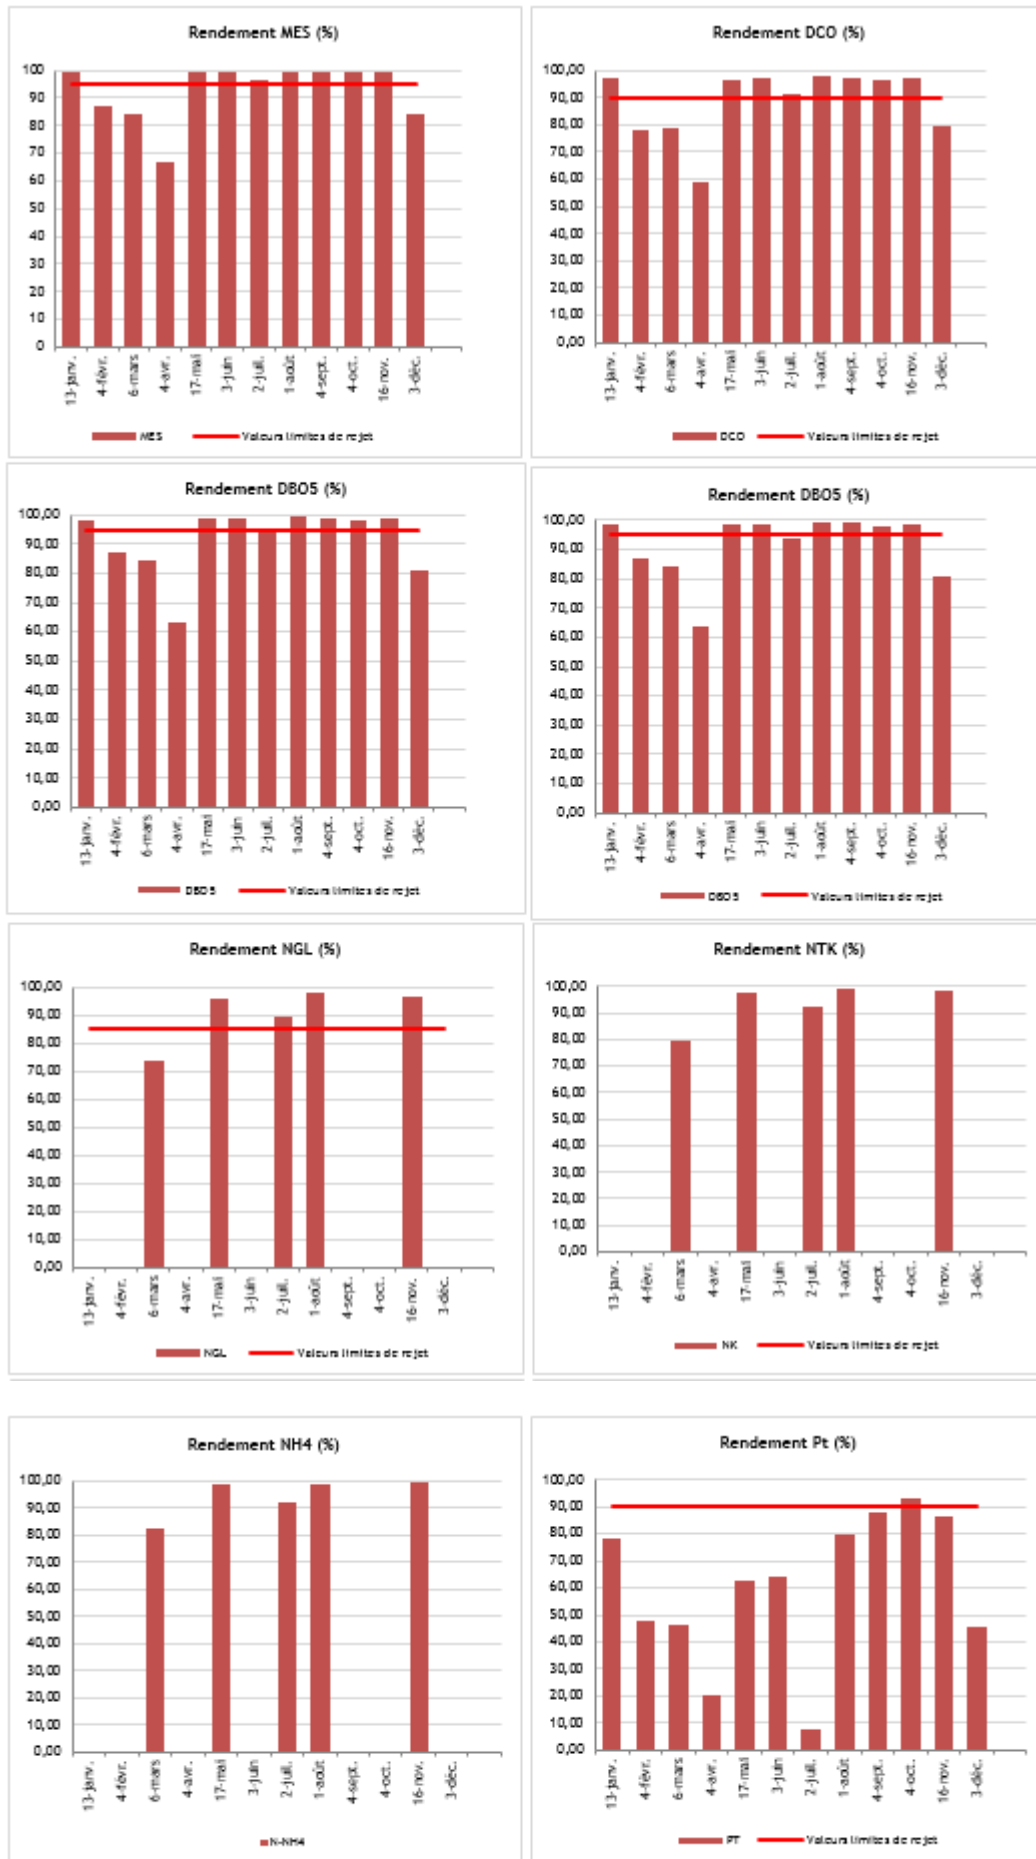 Rendement MES (%)
100
90
80
70
60
50
40
30
20
10
0
13-janv.
4-févr.
6-mars
4-avr.
17-mai
3-juin
2-juil.
1-août
4-sept.
4-oct.
16-nov.
3-déc.
MES Valeurs limites de rejet
Rendement DCO (%)
100,00
90,00
80,00
70,00
60,00
50,00
40,00
30,00
20,00
10,00
0,00
13-janv.
4-févr.
6-mars
4-avr.
17-mai
3-juin
2-juil.
1-août
4-sept.
4-oct.
16-nov.
3-déc.
DCO Valeurs limites de rejet
Rendement DBO5 (%)
100,00
90,00
80,00
70,00
60,00
50,00
40,00
30,00
20,00
10,00
0,00
13-janv.
4-févr.
6-mars
4-avr.
17-mai
3-juin
2-juil.
1-août
4-sept.
4-oct.
16-nov.
3-déc.
DBO5 Valeurs limites de rejet
Rendement DBO5 (%)
100,00
90,00
80,00
70,00
60,00
50,00
40,00
30,00
20,00
10,00
0,00
13-janv.
4-févr.
6-mars
4-avr.
17-mai
3-juin
2-juil.
1-août
4-sept.
4-oct.
16-nov.
3-déc.
DBO5 Valeurs limites de rejet
Rendement NGL (%)
100,00
90,00
80,00
70,00
60,00
50,00
40,00
30,00
20,00
10,00
0,00
13-janv.
4-févr.
6-mars
4-avr.
17-mai
3-juin
2-juil.
1-août
4-sept.
4-oct.
16-nov.
3-déc.
NGL Valeurs limites de rejet
Rendement NTK (%)
100,00
90,00
80,00
70,00
60,00
50,00
40,00
30,00
20,00
10,00
0,00
13-janv.
4-févr.
6-mars
4-avr.
17-mai
3-juin
2-juil.
1-août
4-sept.
4-oct.
16-nov.
3-déc.
NK Valeurs limites de rejet
Rendement NH4 (%)
100,00
90,00
80,00
70,00
60,00
50,00
40,00
30,00
20,00
10,00
0,00
13-janv.
4-févr.
6-mars
4-avr.
17-mai
3-juin
2-juil.
1-août
4-sept.
4-oct.
16-nov.
3-déc.
N-NH4
Rendement Pt (%)
100,00
90,00
80,00
70,00
60,00
50,00
40,00
30,00
20,00
10,00
0,00
13-janv.
4-févr.
6-mars
4-avr.
17-mai
3-juin
2-juil.
1-août
4-sept.
4-oct.
16-nov.
3-déc.
PT Valeurs limites de rejet